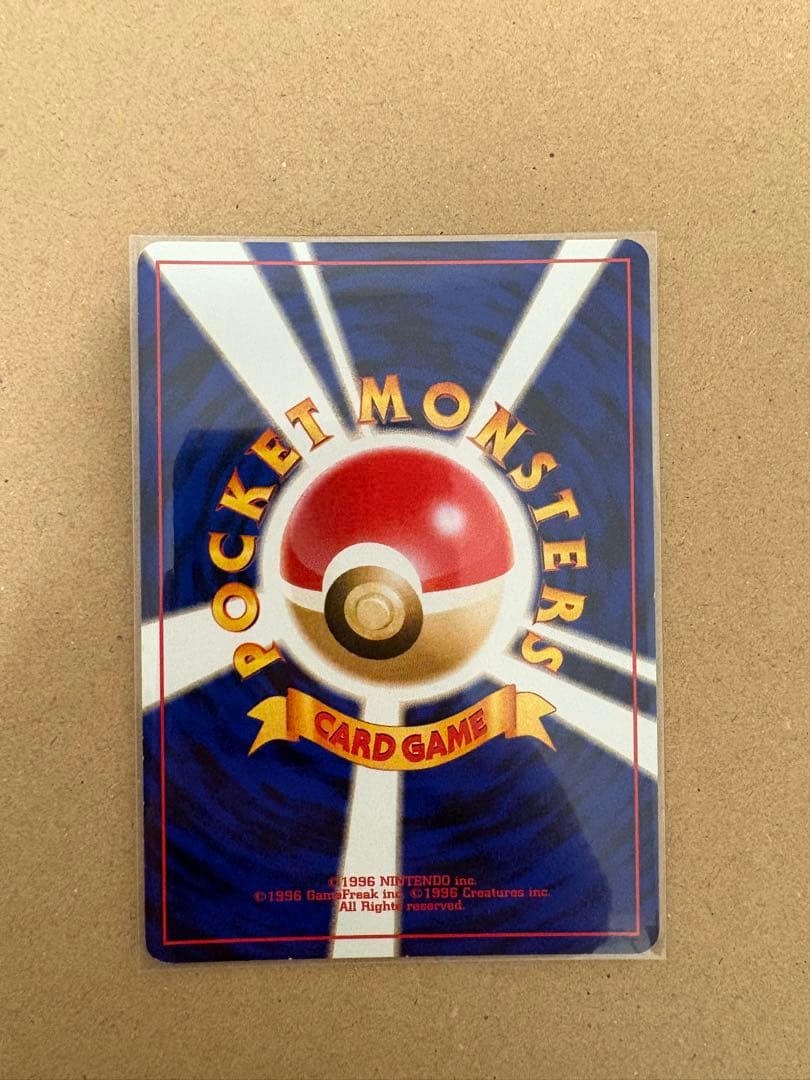 POCKET MONSTERS
CARD GAME
©1996 NINTENDO inc.
©1996 GameFreak inc. ©1996 Creatures inc.
All Rights reserved.